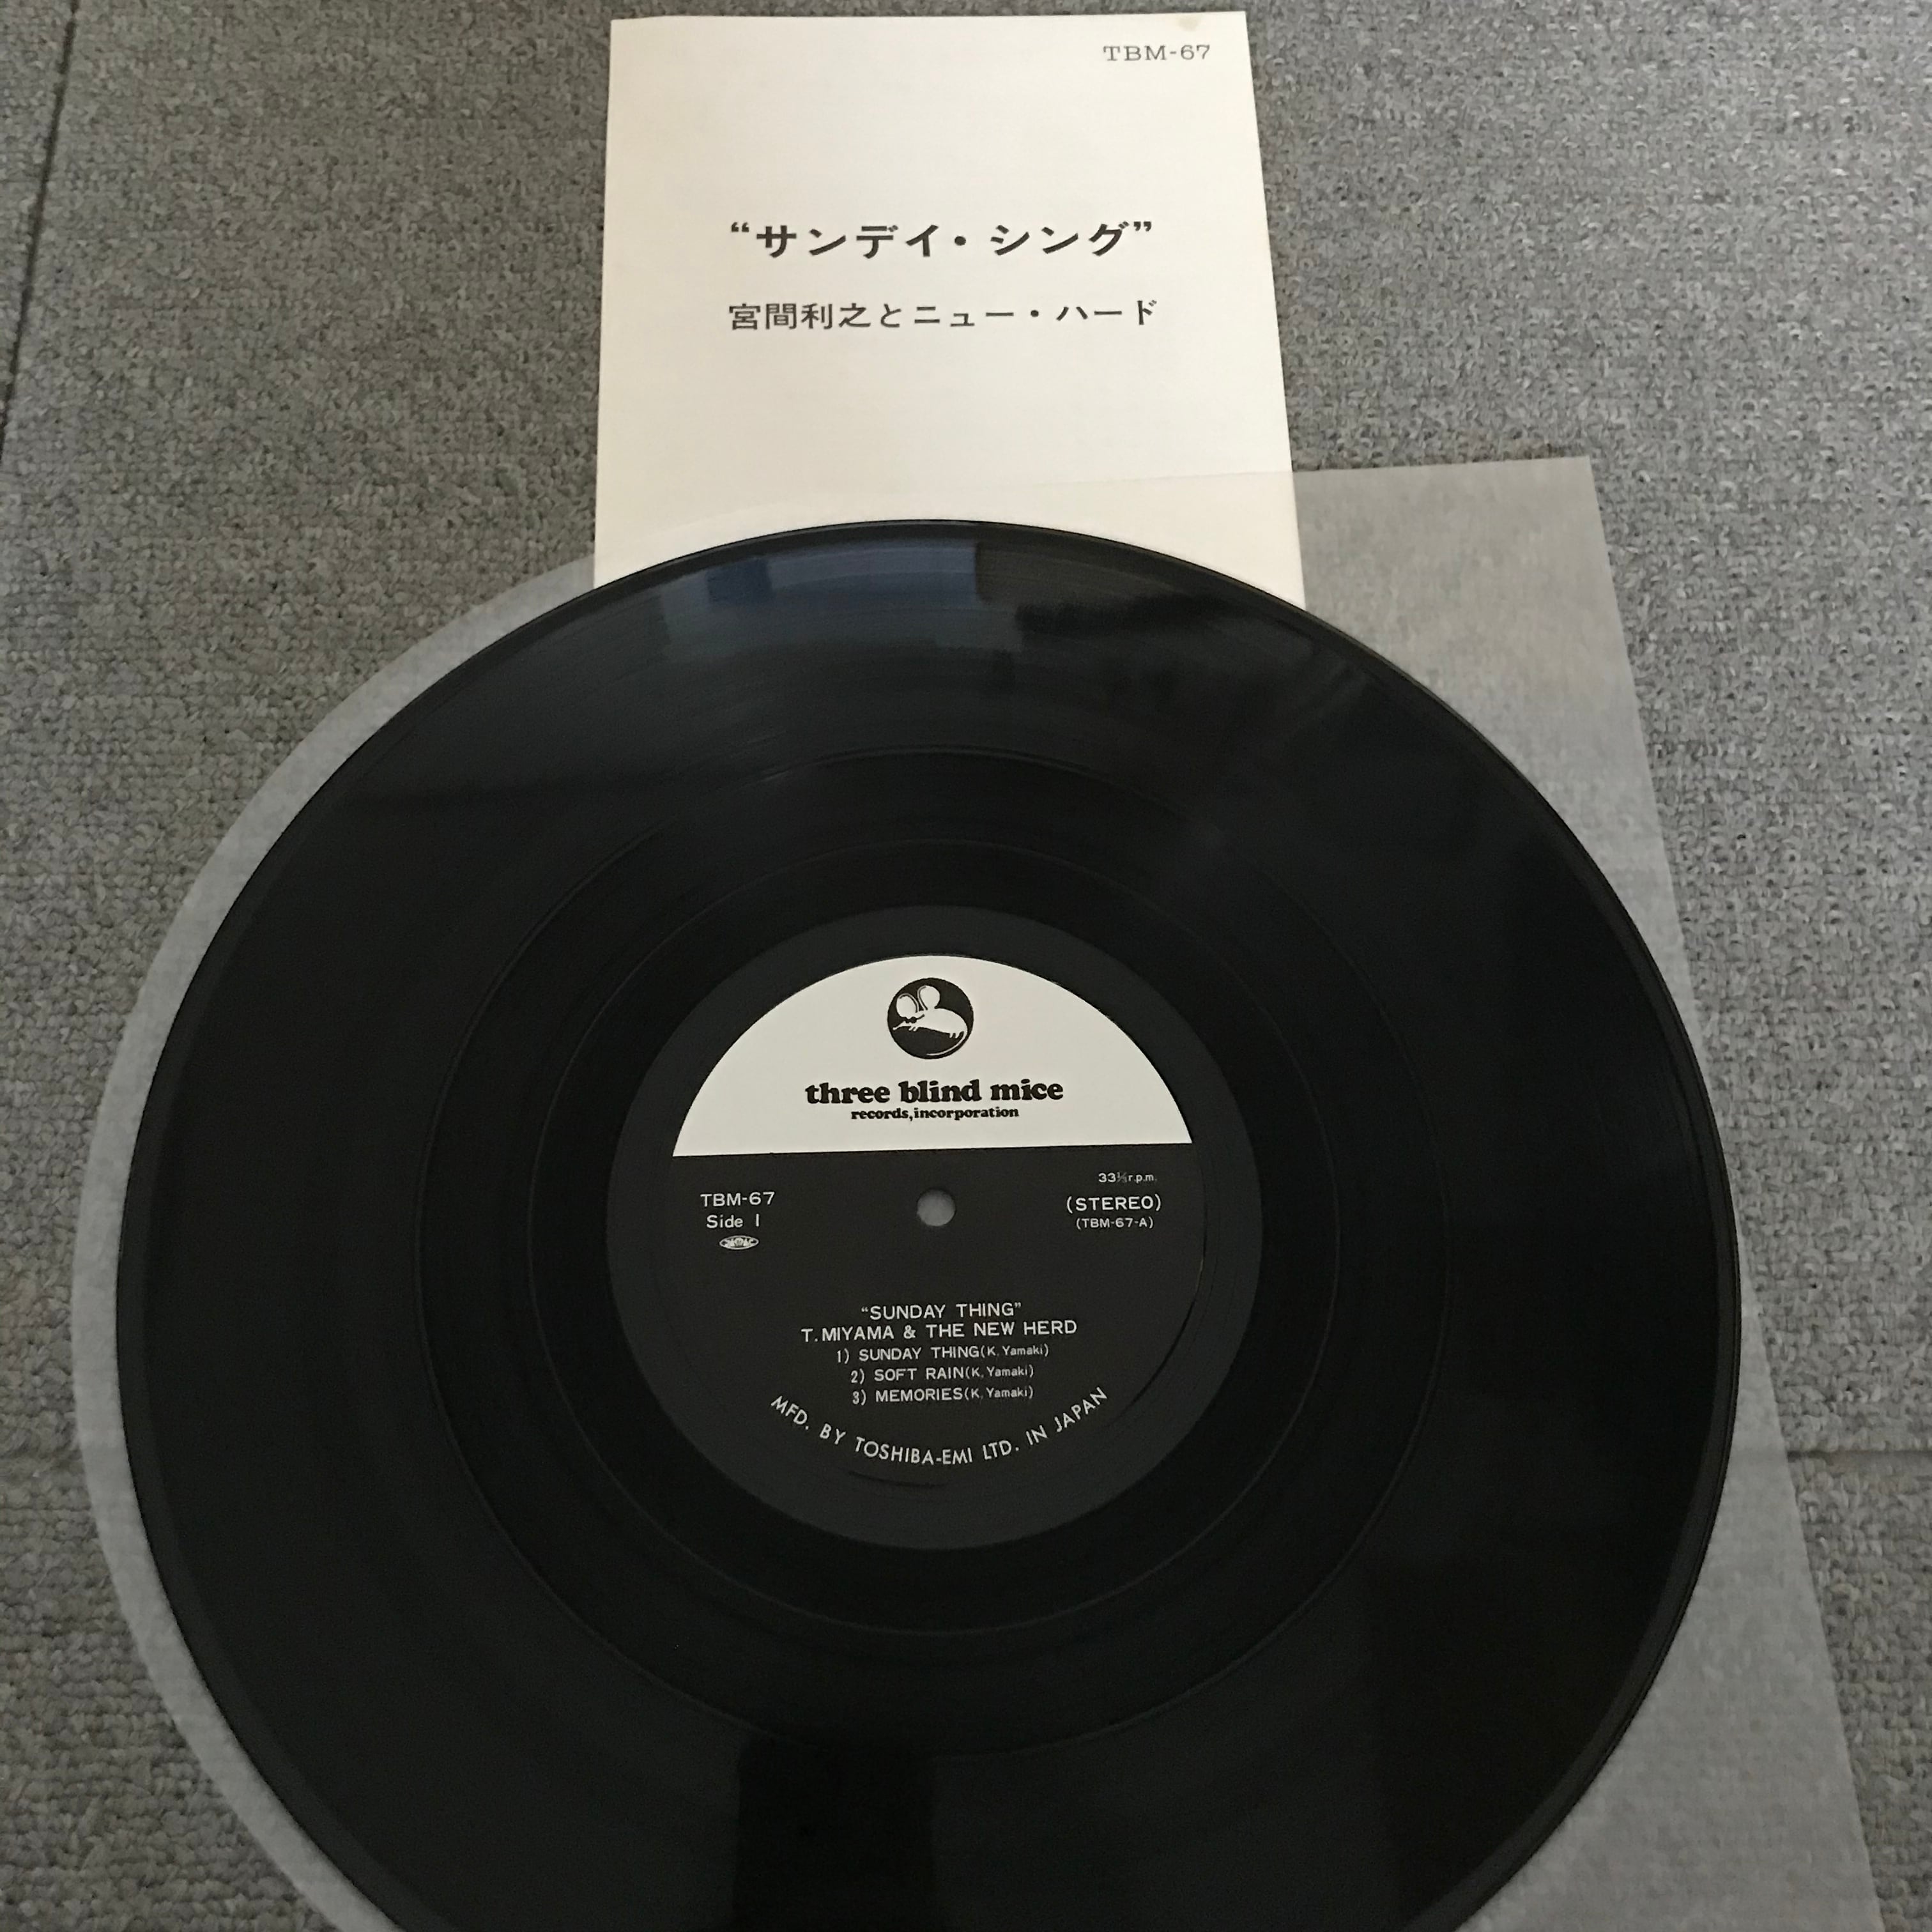 TBM-67
“サンデイ・シング”
宮間利之とニュー・ハード
three blind mice
records, incorporation
33⅓r.p.m.
TBM-67
(STEREO)
Side 1
(TBM-67-A)
“SUNDAY THING”
T. MIYAMA & THE NEW HERD
1) SUNDAY THING(K. Yamaki)
2) SOFT RAIN(K. Yamaki)
3) MEMORIES(K. Yamaki)
MFD. BY TOSHIBA-EMI LTD. IN JAPAN